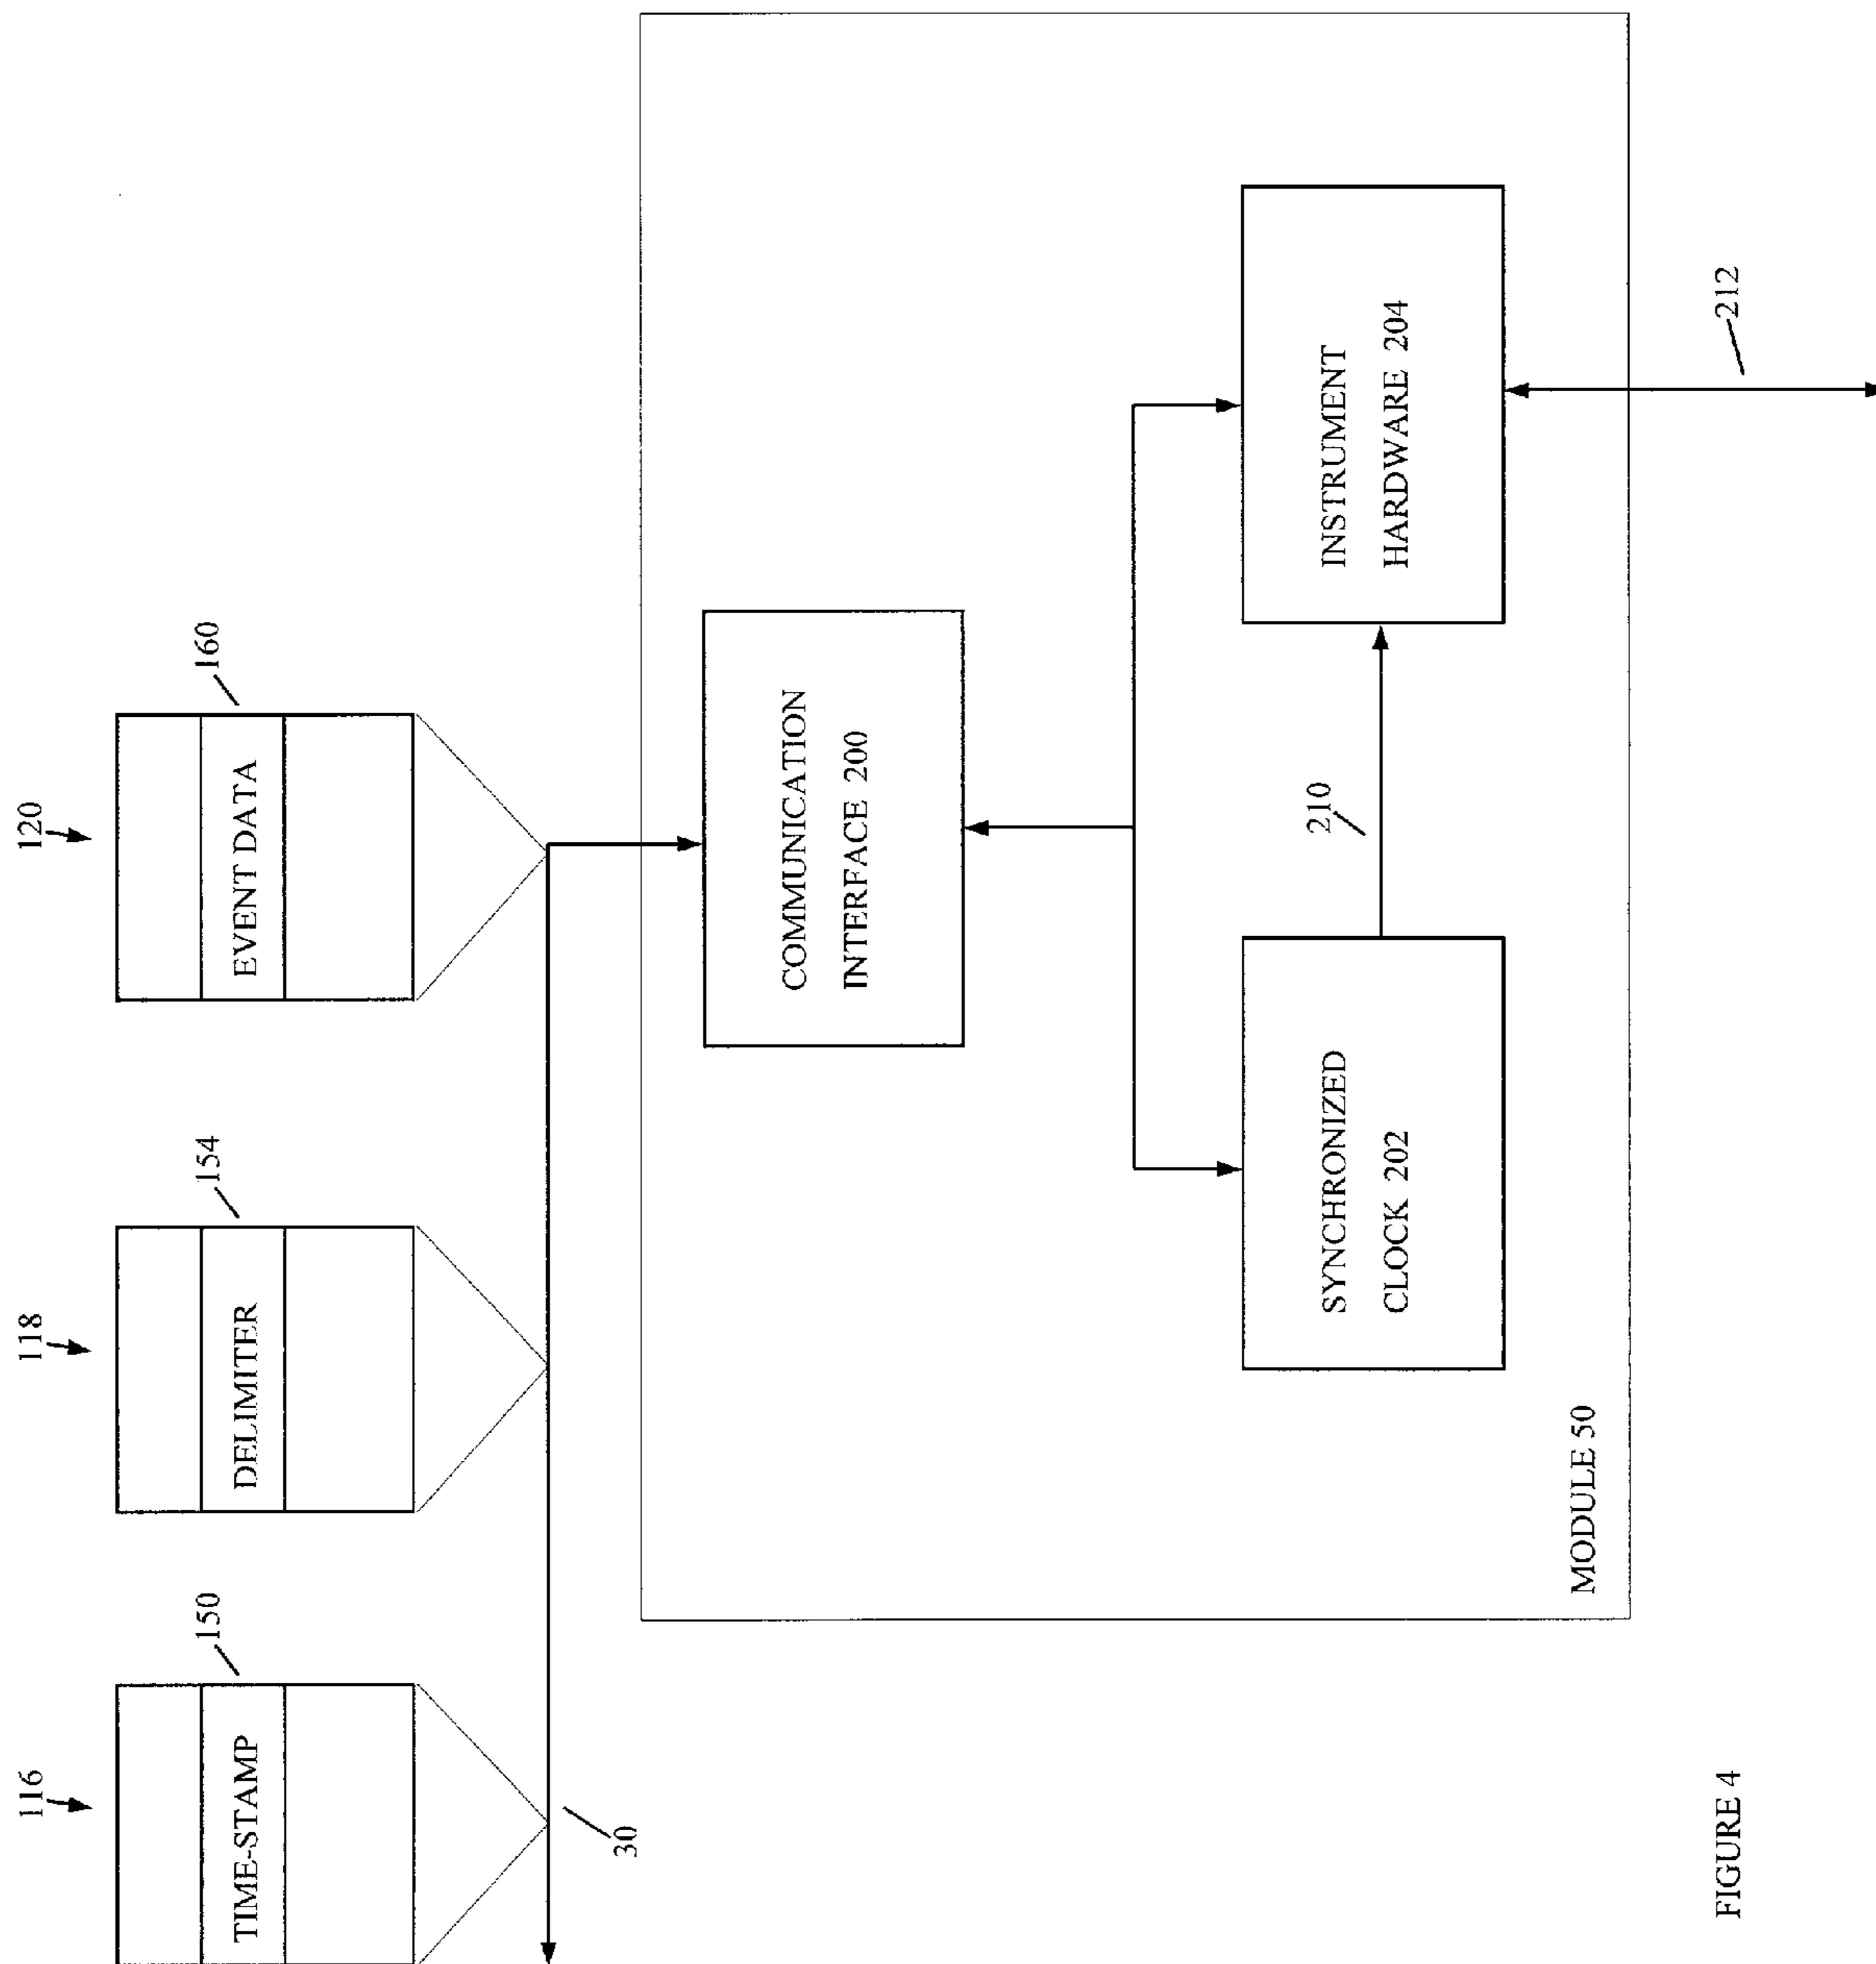 116
118
120
TIME-STAMP
150
DELIMITER
154
EVENT DATA
160
30
COMMUNICATION
INTERFACE 200
210
SYNCHRONIZED
CLOCK 202
INSTRUMENT
HARDWARE 204
212
MODULE 50
FIGURE 4